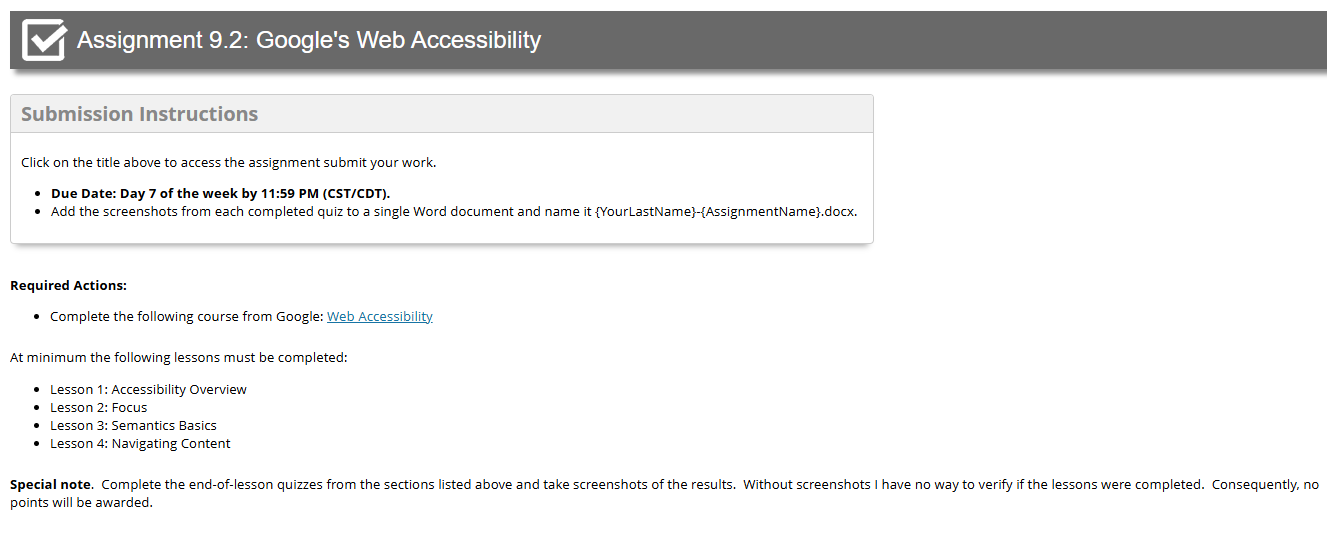 Assignment 9.2: Google's Web Accessibility
Submission Instructions
Click on the title above to access the assignment submit your work.
Due Date: Day 7 of the week by 11:59 PM (CST/CDT).
Add the screenshots from each completed quiz to a single Word document and name it {YourLastName}-{AssignmentName}.docx.
Required Actions:
Complete the following course from Google: Web Accessibility
At minimum the following lessons must be completed:
Lesson 1: Accessibility Overview
Lesson 2: Focus
Lesson 3: Semantics Basics
Lesson 4: Navigating Content
Special note.  Complete the end-of-lesson quizzes from the sections listed above and take screenshots of the results.  Without screenshots I have no way to verify if the lessons were completed.  Consequently, no
points will be awarded.